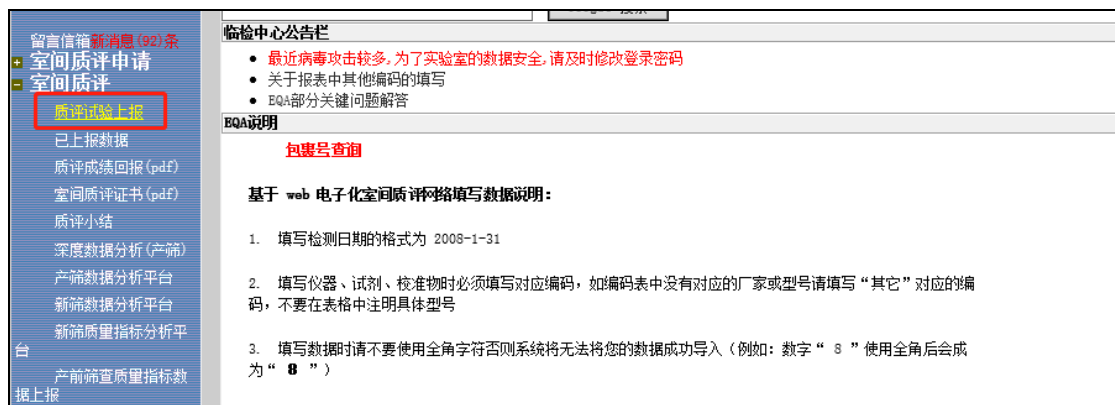 留言信箱新消息(92)条
室间质评申请
室间质评
质评试验上报
已上报数据
质评成绩回报(pdf)
室间质评证书(pdf)
质评小结
深度数据分析(产筛)
产筛数据分析平台
新筛数据分析平台
新筛质量指标分析平
台
产前筛查质量指标数
据上报
临检中心公告栏
最近病毒攻击较多,为了实验室的数据安全,请及时修改登录密码
关于报表中其他编码的填写
EQA部分关键问题解答
EQA说明
包裹号查询
基于 web 电子化室间质评网络填写数据说明：
1. 填写检测日期的格式为 2008-1-31
2. 填写仪器、试剂、校准物时必须填写对应编码，如编码表中没有对应的厂家或型号请填写“其它”对应的编
码，不要在表格中注明具体型号
3. 填写数据时请不要使用全角字符否则系统将无法将您的数据成功导入（例如：数字“ 8 ”使用全角后会成
为“ ８ ”）